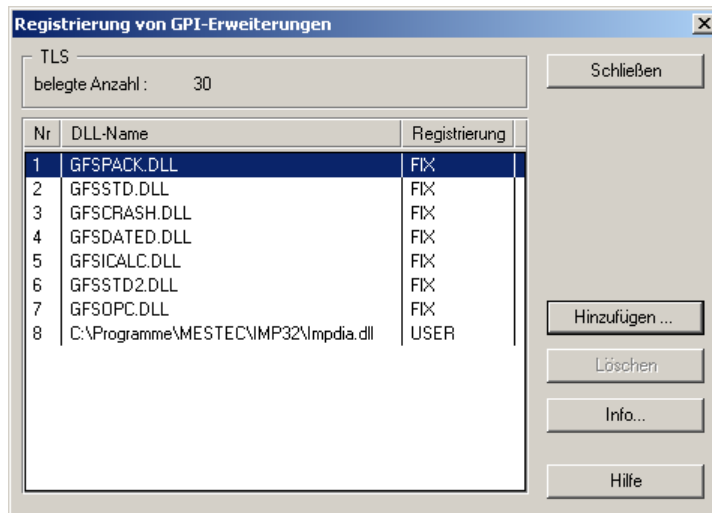 Registrierung von GPI-Erweiterungen
TLS
belegte Anzahl : 30
Schließen
Nr DLL-Name Registrierung
1 GFSPACK.DLL FIX
2 GFSSTD.DLL FIX
3 GFSCRASH.DLL FIX
4 GFSDATED.DLL FIX
5 GFSICALC.DLL FIX
6 GFSSTD2.DLL FIX
7 GFSOPC.DLL FIX
8 C:\Programme\MESTEC\IMP32\Impdia.dll USER
Hinzufügen ...
Löschen
Info...
Hilfe